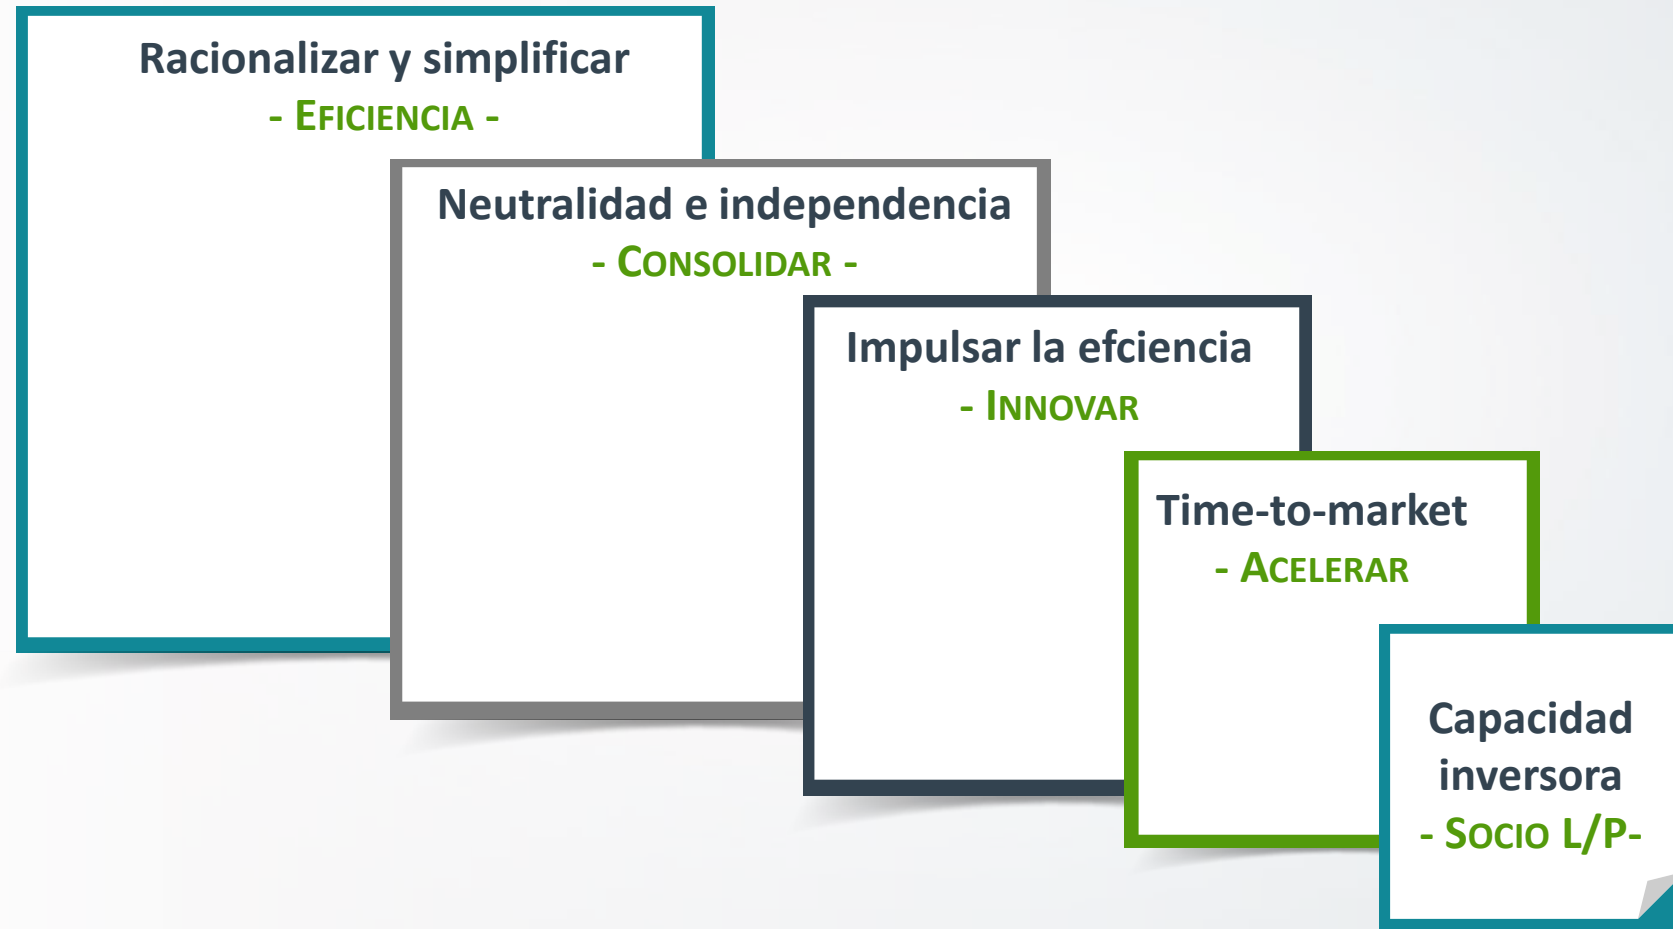 Racionalizar y simplificar
- EFICIENCIA -
Neutralidad e independencia
- CONSOLIDAR -
Impulsar la efciencia
- INNOVAR
Time-to-market
- ACELERAR
Capacidad
inversora
- SOCIO L/P-